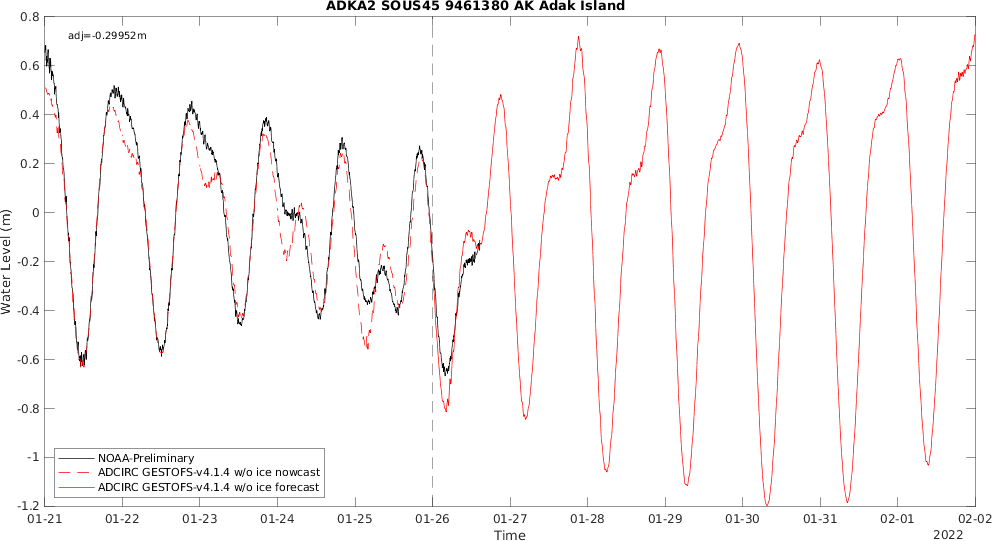 ADKA2 SOUS45 9461380 AK Adak Island
adj=-0.29952m
0.8
0.6
0.4
0.2
0
-0.2
-0.4
-0.6
-0.8
-1
-1.2
Water Level (m)
NOAA-Preliminary
ADCIRC GESTOFS-v4.1.4 w/o ice nowcast
ADCIRC GESTOFS-v4.1.4 w/o ice forecast
01-21 01-22 01-23 01-24 01-25 01-26 01-27 01-28 01-29 01-30 01-31 02-01 02-02
Time
2022